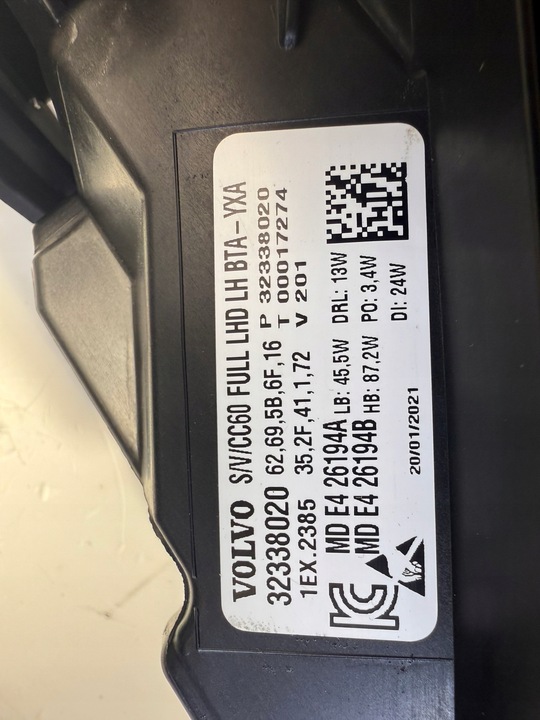 VOLVO S/V/CC60 FULL LHD LH BTA-YXA
32338020 62,69,5B,6F,16 P 32338020
1EX.2385 35,2F,41,1,72 T 00017274
V 201
MD E4 26194A LB: 45,5W DRL: 13W
MD E4 26194B HB: 87,2W PO: 3,4W
DI: 24W
20/01/2021